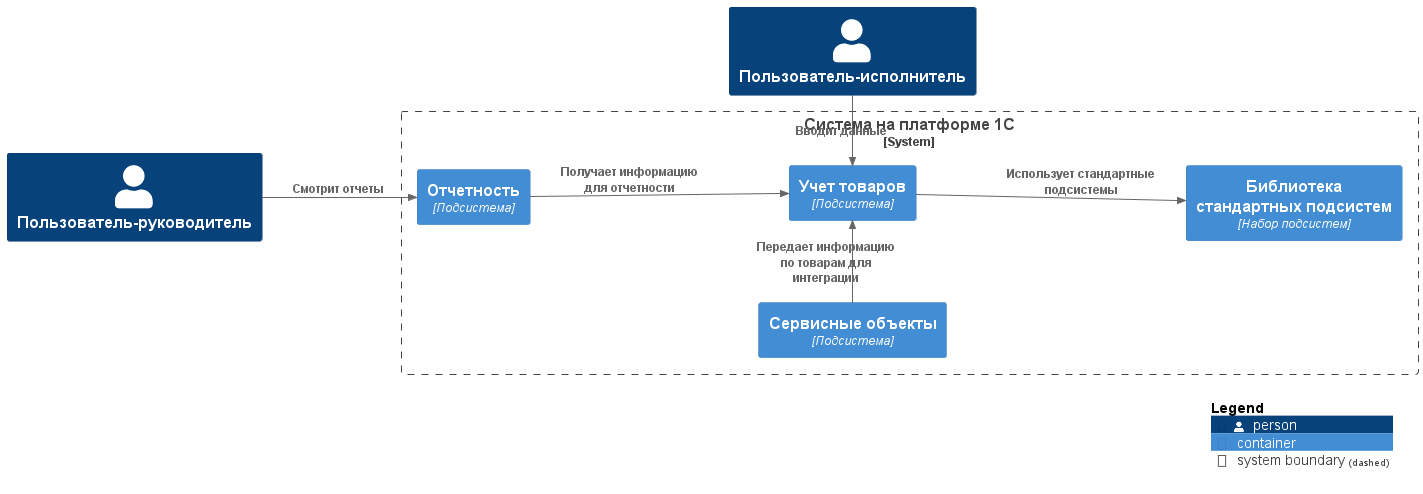 Пользователь-исполнитель
Система на платформе 1С
[System]
Вводит данные
Пользователь-руководитель
Смотрит отчеты
Отчетность
[Подсистема]
Получает информацию
для отчетности
Учет товаров
[Подсистема]
Использует стандартные
подсистемы
Библиотека
стандартных подсистем
[Набор подсистем]
Передает информацию
по товарам для
интеграции
Сервисные объекты
[Подсистема]
Legend
person
container
system boundary (dashed)